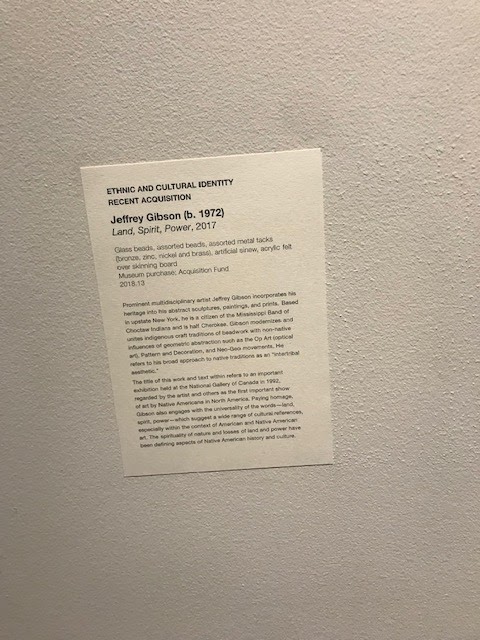 ETHNIC AND CULTURAL IDENTITY
RECENT ACQUISITION
Jeffrey Gibson (b. 1972)
Land, Spirit, Power, 2017
Glass beads, assorted beads, assorted metal tacks
(bronze, zinc, nickel and brass), artificial sinew, acrylic felt
over skinning board
Museum purchase: Acquisition Fund
2018.13
Prominent multidisciplinary artist Jeffrey Gibson incorporates his
heritage into his abstract sculptures, paintings, and prints. Based
in upstate New York, he is a citizen of the Mississippi Band of
Choctaw Indians and is half Cherokee. Gibson modernizes and
unites indigenous craft traditions of beadwork with non-native
influences of geometric abstraction such as the Op Art (optical
art), Pattern and Decoration, and Neo-Geo movements. He
refers to his broad approach to native traditions as an "intertribal
aesthetic."
The title of this work and text within refers to an important
exhibition held at the National Gallery of Canada in 1992,
regarded by the artist and others as the first important show
of art by Native Americans in North America. Paying homage,
Gibson also engages with the universality of the words—land,
spirit, power—which suggest a wide range of cultural references,
especially within the context of American and Native American
art. The spirituality of nature and losses of land and power have
been defining aspects of Native American history and culture.